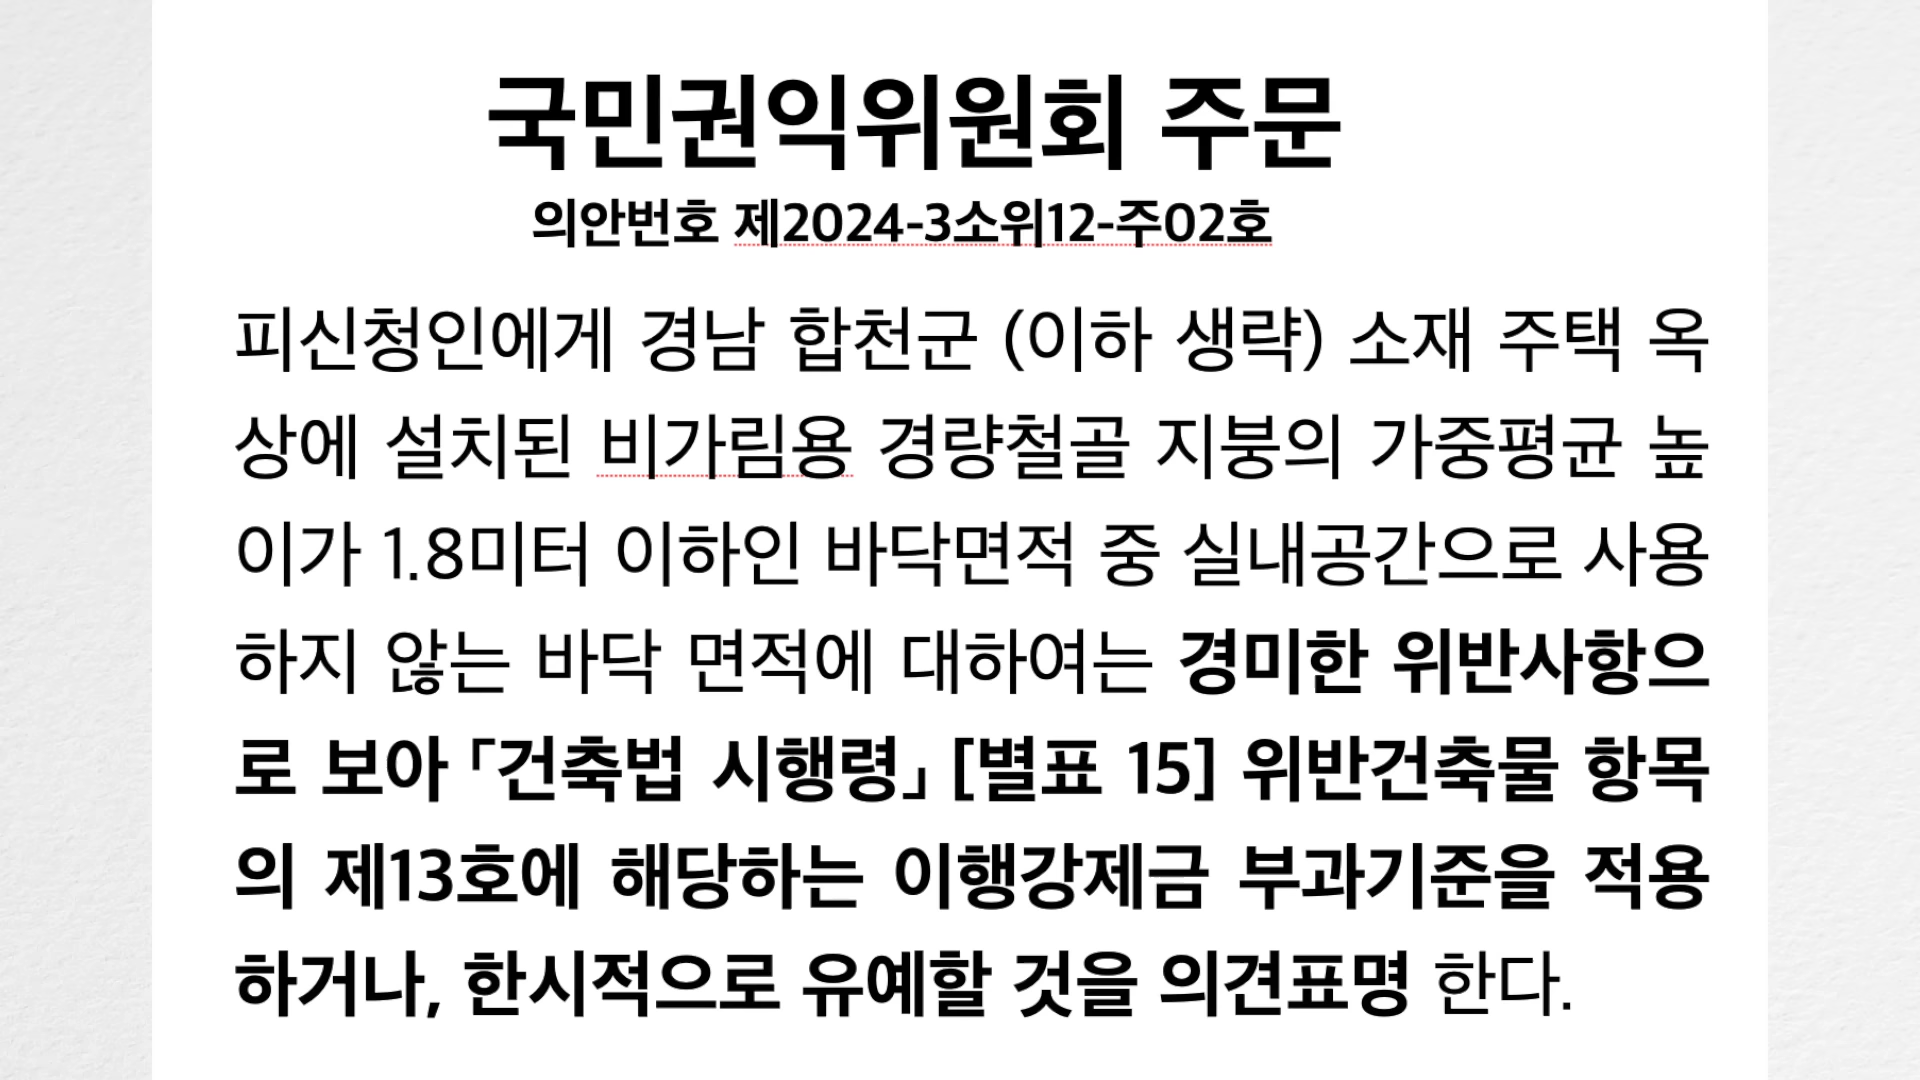 국민권익위원회 주문
의안번호 제2024-3소위12-주02호
피신청인에게 경남 합천군 (이하 생략) 소재 주택 옥
상에 설치된 비가림용 경량철골 지붕의 가중평균 높
이가 1.8미터 이하인 바닥면적 중 실내공간으로 사용
하지 않는 바닥 면적에 대하여는 경미한 위반사항으
로 보아 「건축법 시행령」 [별표 15] 위반건축물 항목
의 제13호에 해당하는 이행강제금 부과기준을 적용
하거나, 한시적으로 유예할 것을 의견표명 한다.